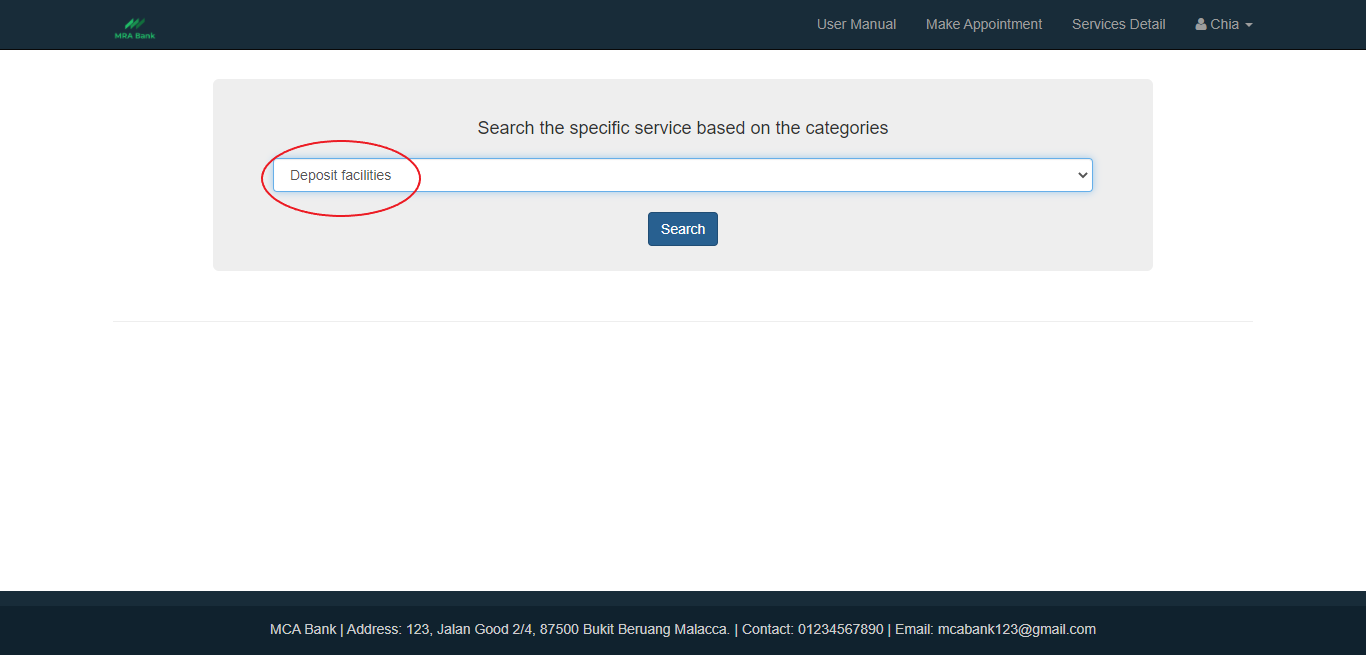 MRA Bank
User Manual
Make Appointment
Services Detail
Chia
Search the specific service based on the categories
Deposit facilities
Search
MCA Bank | Address: 123, Jalan Good 2/4, 87500 Bukit Beruang Malacca. | Contact: 01234567890 | Email: mcabank123@gmail.com